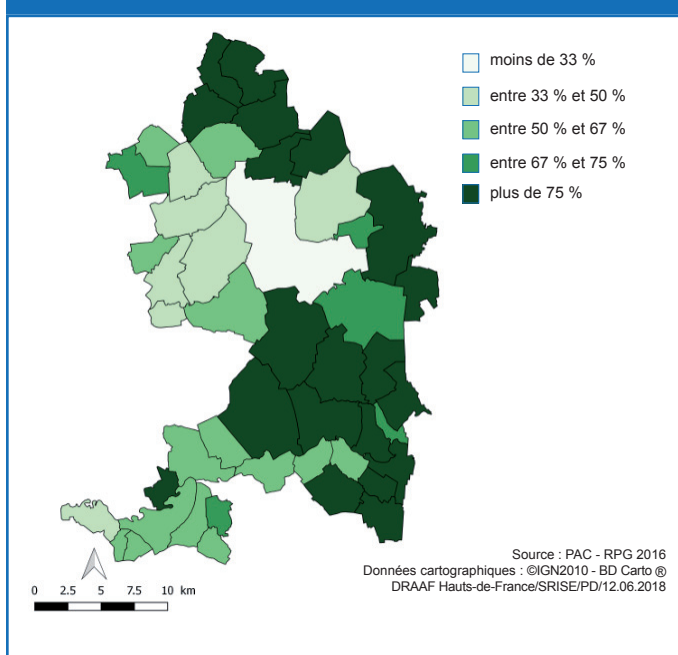 moins de 33 %
entre 33 % et 50 %
entre 50 % et 67 %
entre 67 % et 75 %
plus de 75 %
Source : PAC - RPG 2016
Données cartographiques : ©IGN2010 - BD Carto ®
DRAAF Hauts-de-France/SRISE/PD/12.06.2018
0 2.5 5 7.5 10 km